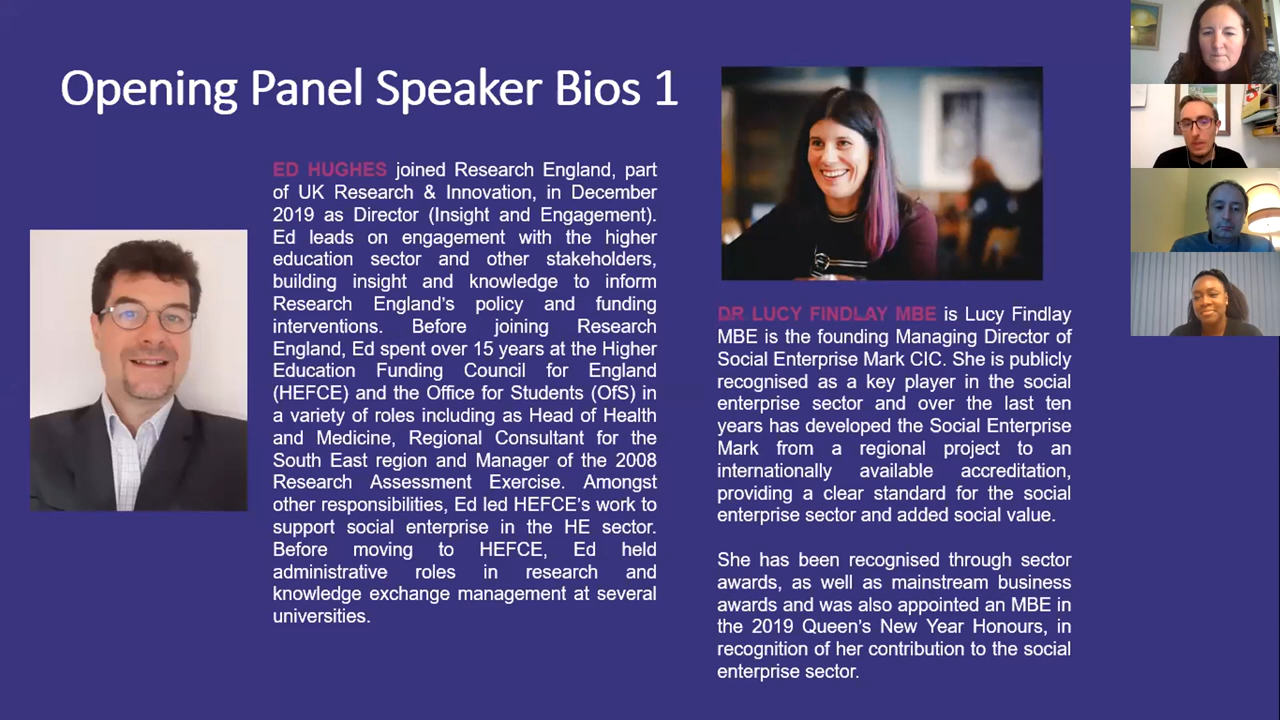 Opening Panel Speaker Bios 1
ED HUGHES joined Research England, part
of UK Research & Innovation, in December
2019 as Director (Insight and Engagement).
Ed leads on engagement with the higher
education sector and other stakeholders,
building insight and knowledge to inform
Research England's policy and funding
interventions. Before joining Research
England, Ed spent over 15 years at the Higher
Education Funding Council for England
(HEFCE) and the Office for Students (OfS) in
a variety of roles including as Head of Health
and Medicine, Regional Consultant for the
South East region and Manager of the 2008
Research Assessment Exercise. Amongst
other responsibilities, Ed led HEFCE's work to
support social enterprise in the HE sector.
Before moving to HEFCE, Ed held
administrative roles in research and
knowledge exchange management at several
universities.
DR LUCY FINDLAY MBE is Lucy Findlay
MBE is the founding Managing Director of
Social Enterprise Mark CIC. She is publicly
recognised as a key player in the social
enterprise sector and over the last ten
years has developed the Social Enterprise
Mark from a regional project to an
internationally available accreditation,
providing a clear standard for the social
enterprise sector and added social value.
She has been recognised through sector
awards, as well as mainstream business
awards and was also appointed an MBE in
the 2019 Queen's New Year Honours, in
recognition of her contribution to the social
enterprise sector.